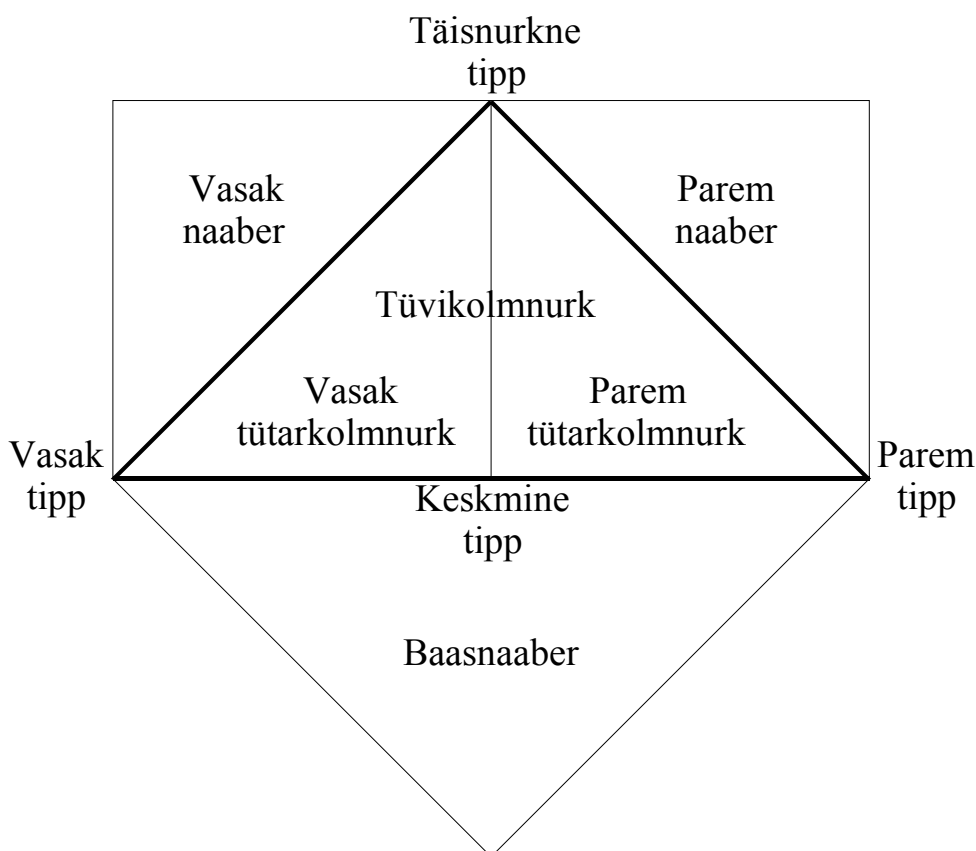 Täisnurkne
tipp
Vasak
naaber
Parem
naaber
Tüvikolmnurk
Vasak
tütarkolmnurk
Parem
tütarkolmnurk
Vasak
tipp
Keskmine
tipp
Parem
tipp
Baasnaaber